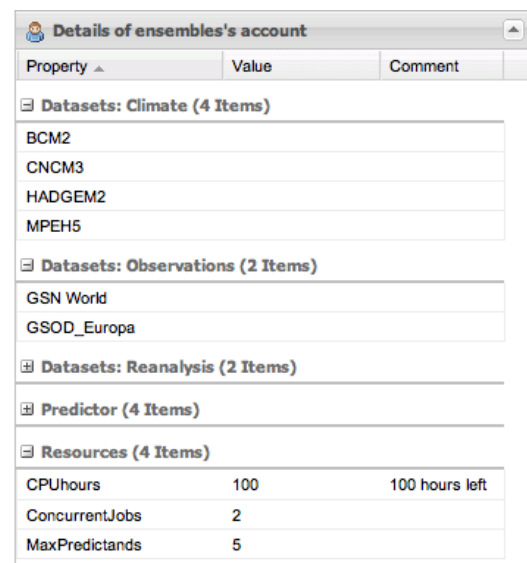 Details of ensembles's account
Property Value Comment
Datasets: Climate (4 Items)
BCM2
CNCM3
HADGEM2
MPEH5
Datasets: Observations (2 Items)
GSN World
GSOD_Europa
Datasets: Reanalysis (2 Items)
Predictor (4 Items)
Resources (4 Items)
CPUhours 100 100 hours left
ConcurrentJobs 2
MaxPredictands 5